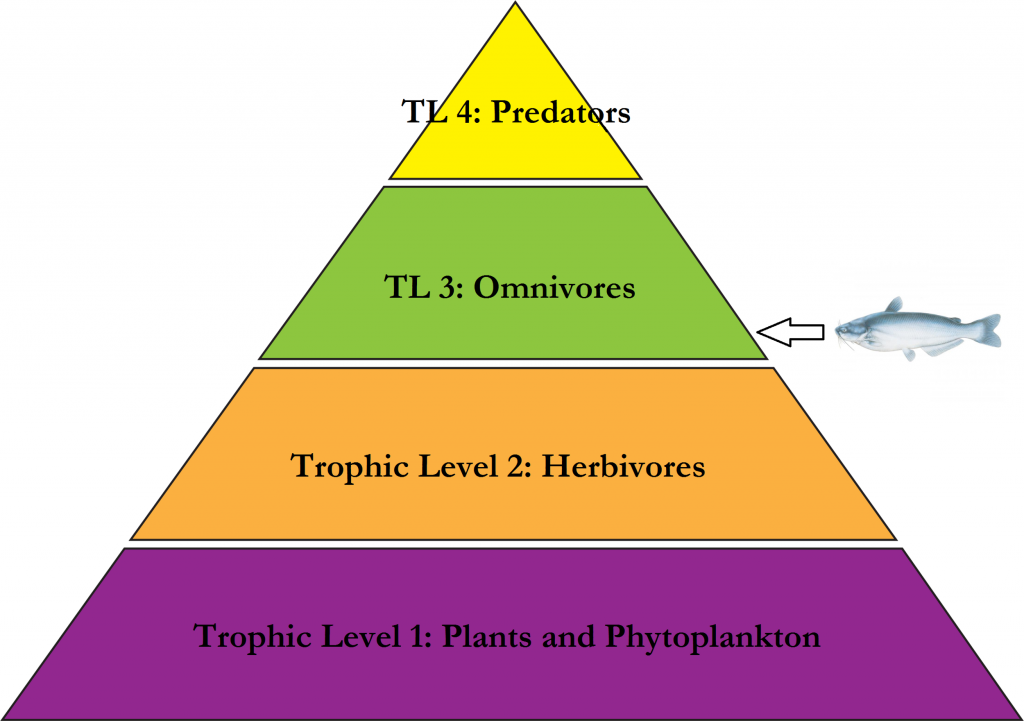 TL 4: Predators
TL 3: Omnivores
Trophic Level 2: Herbivores
Trophic Level 1: Plants and Phytoplankton